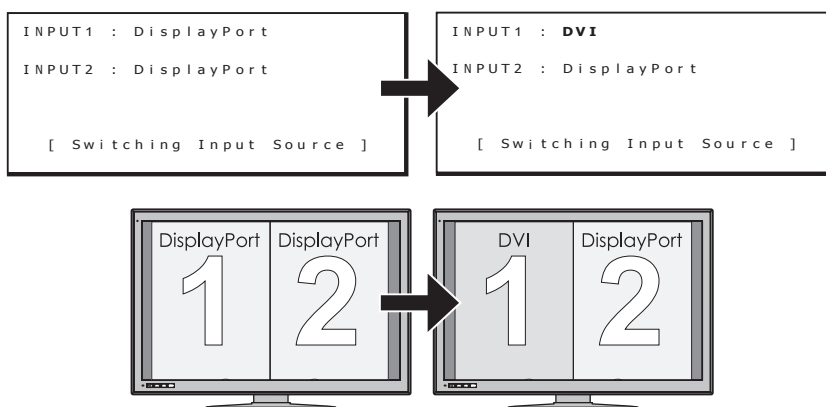 INPUT1 : DisplayPort
INPUT2 : DisplayPort
[ Switching Input Source ]
INPUT1 : DVI
INPUT2 : DisplayPort
[ Switching Input Source ]
DisplayPort DisplayPort
1 2
DVI DisplayPort
1 2